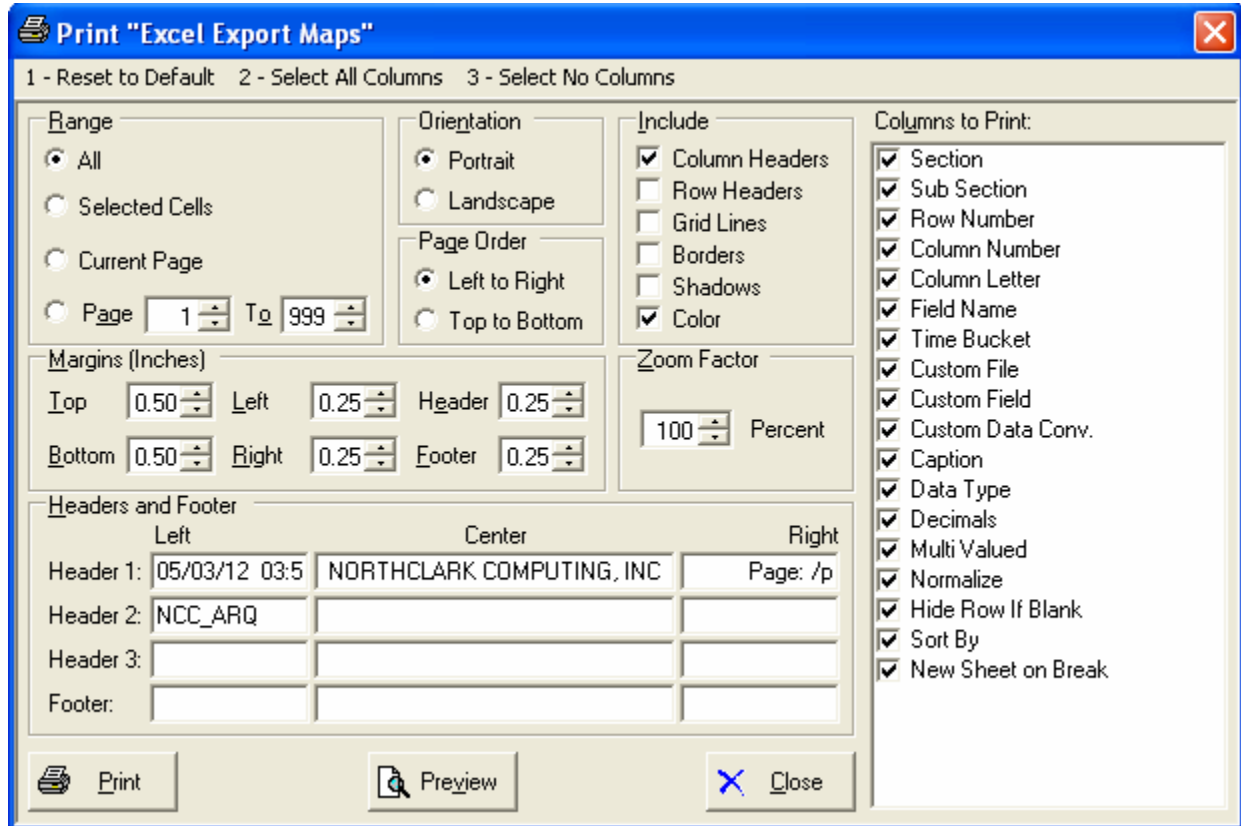 Print "Excel Export Maps"
1 - Reset to Default 2 - Select All Columns 3 - Select No Columns
Range
All
Selected Cells
Current Page
Page 1 To 999
Orientation
Portrait
Landscape
Page Order
Left to Right
Top to Bottom
Include
Column Headers
Row Headers
Grid Lines
Borders
Shadows
Color
Margins (Inches)
Top 0.50 Left 0.25 Header 0.25
Bottom 0.50 Right 0.25 Footer 0.25
Zoom Factor
100 Percent
Headers and Footer
Left Center Right
Header 1: 05/03/12 03:5 NORTHCLARK COMPUTING, INC Page: /p
Header 2: NCC_ARQ
Header 3:
Footer:
Print Preview Close
Columns to Print:
Section
Sub Section
Row Number
Column Number
Column Letter
Field Name
Time Bucket
Custom File
Custom Field
Custom Data Conv.
Caption
Data Type
Decimals
Multi Valued
Normalize
Hide Row If Blank
Sort By
New Sheet on Break